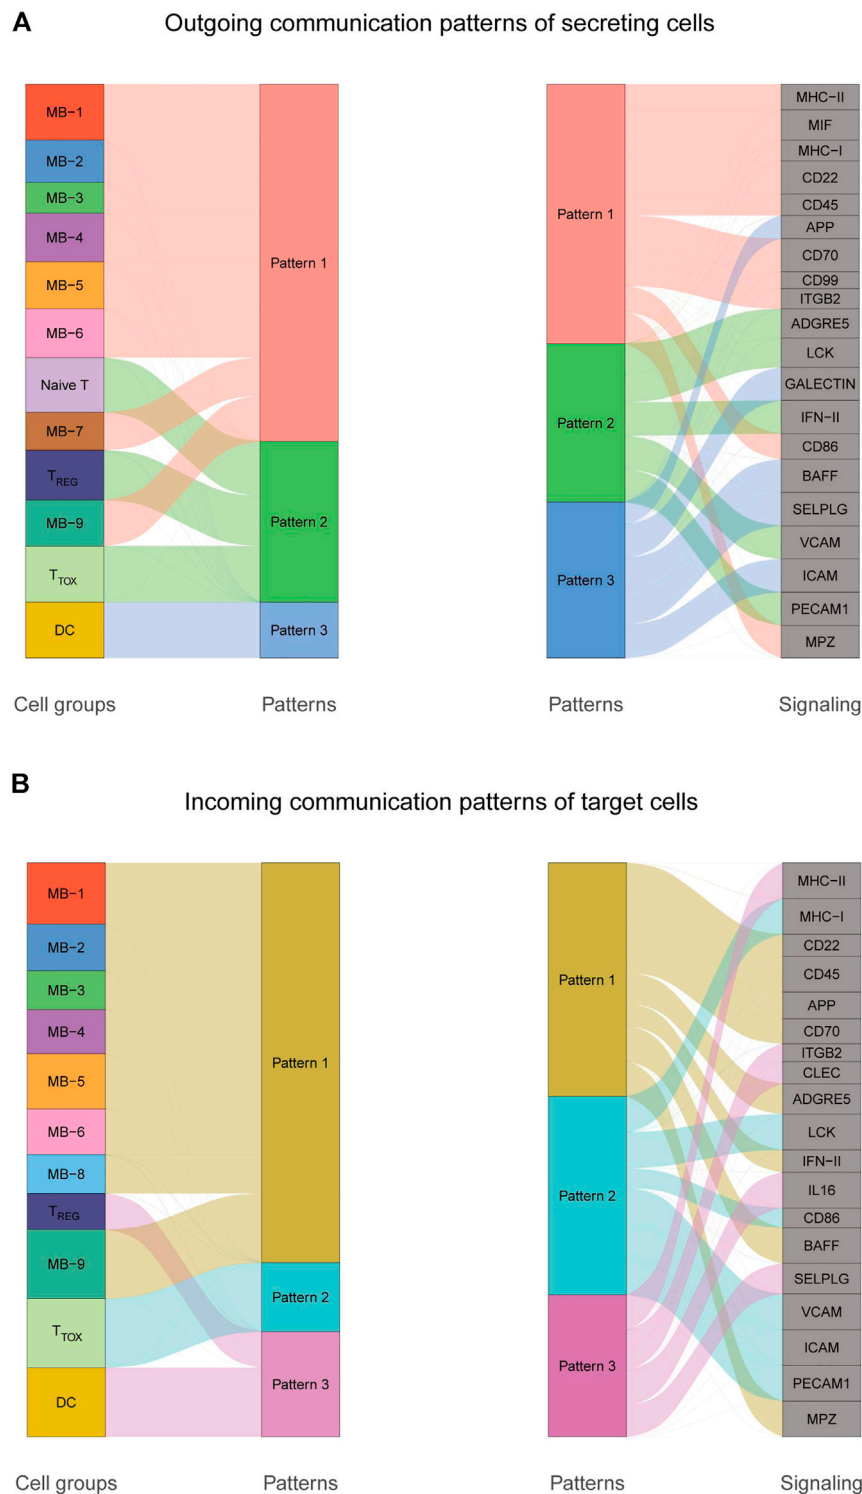 A
Outgoing communication patterns of secreting cells
MB−1
MB−2
MB−3
MB−4
MB−5
MB−6
Naive T
MB−7
TREG
MB−9
TTOX
DC
Pattern 1
Pattern 2
Pattern 3
Cell groups
Patterns
Pattern 1
Pattern 2
Pattern 3
MHC−II
MIF
MHC−I
CD22
CD45
APP
CD70
CD99
ITGB2
ADGRE5
LCK
GALECTIN
IFN−II
CD86
BAFF
SELPLG
VCAM
ICAM
PECAM1
MPZ
Patterns
Signaling
B
Incoming communication patterns of target cells
MB−1
MB−2
MB−3
MB−4
MB−5
MB−6
MB−8
TREG
MB−9
TTOX
DC
Pattern 1
Pattern 2
Pattern 3
Cell groups
Patterns
Pattern 1
Pattern 2
Pattern 3
MHC−II
MHC−I
CD22
CD45
APP
CD70
ITGB2
CLEC
ADGRE5
LCK
IFN−II
IL16
CD86
BAFF
SELPLG
VCAM
ICAM
PECAM1
MPZ
Patterns
Signaling